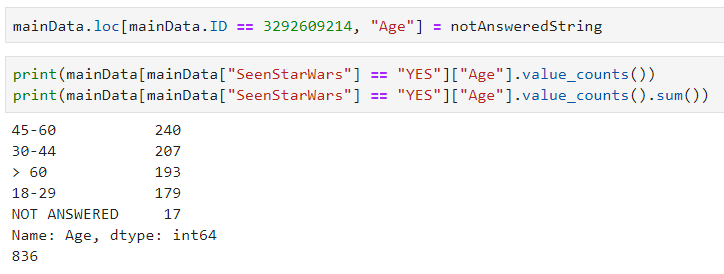 mainData.loc[mainData.ID == 3292609214, "Age"] = notAnsweredString
print(mainData[mainData["SeenStarWars"] == "YES"]["Age"].value_counts())
print(mainData[mainData["SeenStarWars"] == "YES"]["Age"].value_counts().sum())
45-60           240
30-44           207
> 60            193
18-29           179
NOT ANSWERED     17
Name: Age, dtype: int64
836